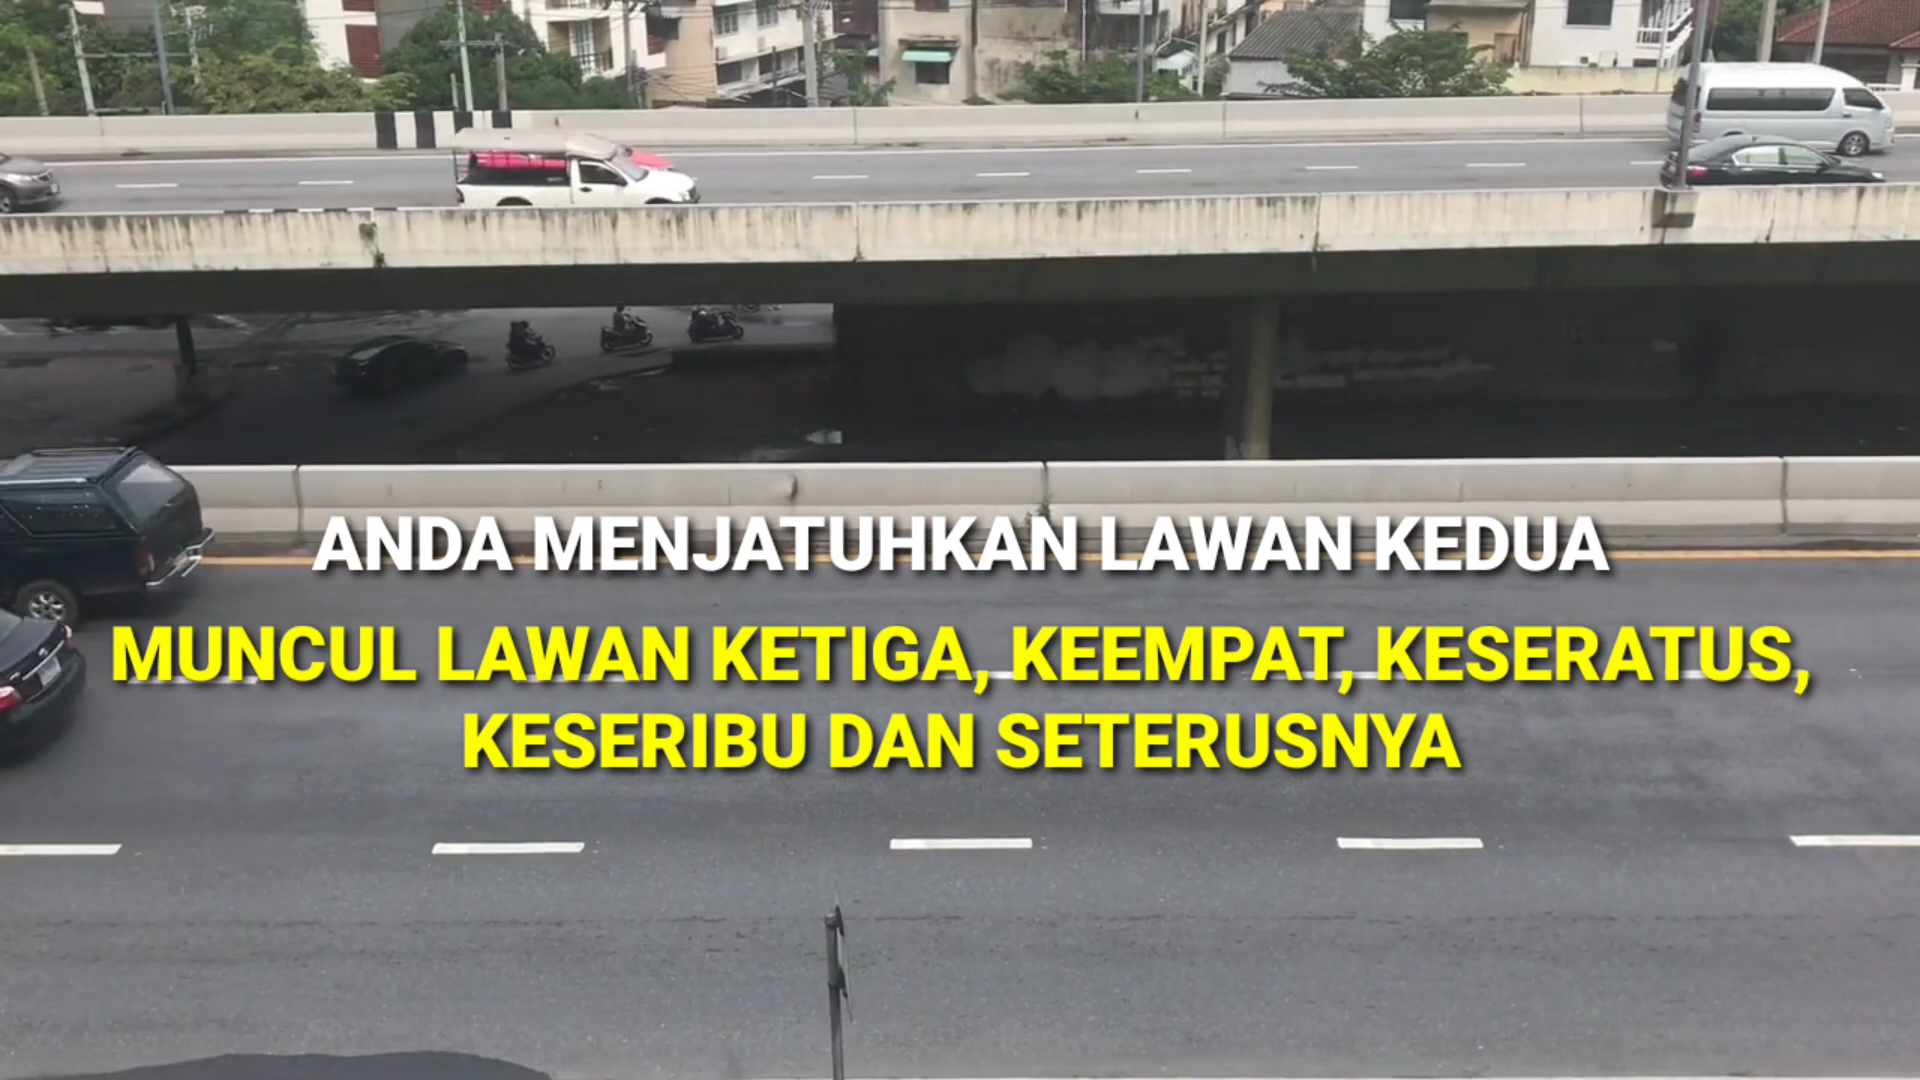 ANDA MENJATUHKAN LAWAN KEDUA
MUNCUL LAWAN KETIGA, KEEMPAT, KESERATUS,
KESERIBU DAN SETERUSNYA